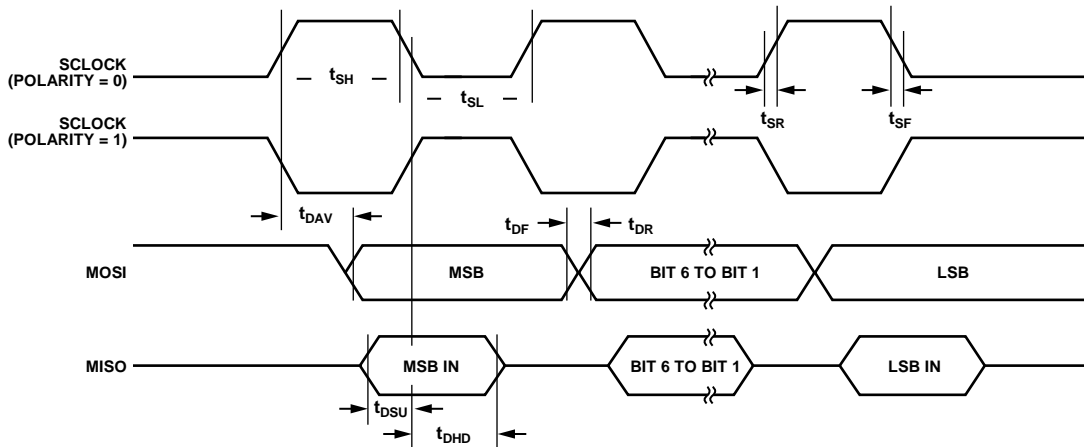 SCLOCK
(POLARITY = 0)
tSH
tSL
tSR
tSF
SCLOCK
(POLARITY = 1)
tDAV
tDF
tDR
MOSI
MSB
BIT 6 TO BIT 1
LSB
MISO
MSB IN
BIT 6 TO BIT 1
LSB IN
tDSU
tDHD